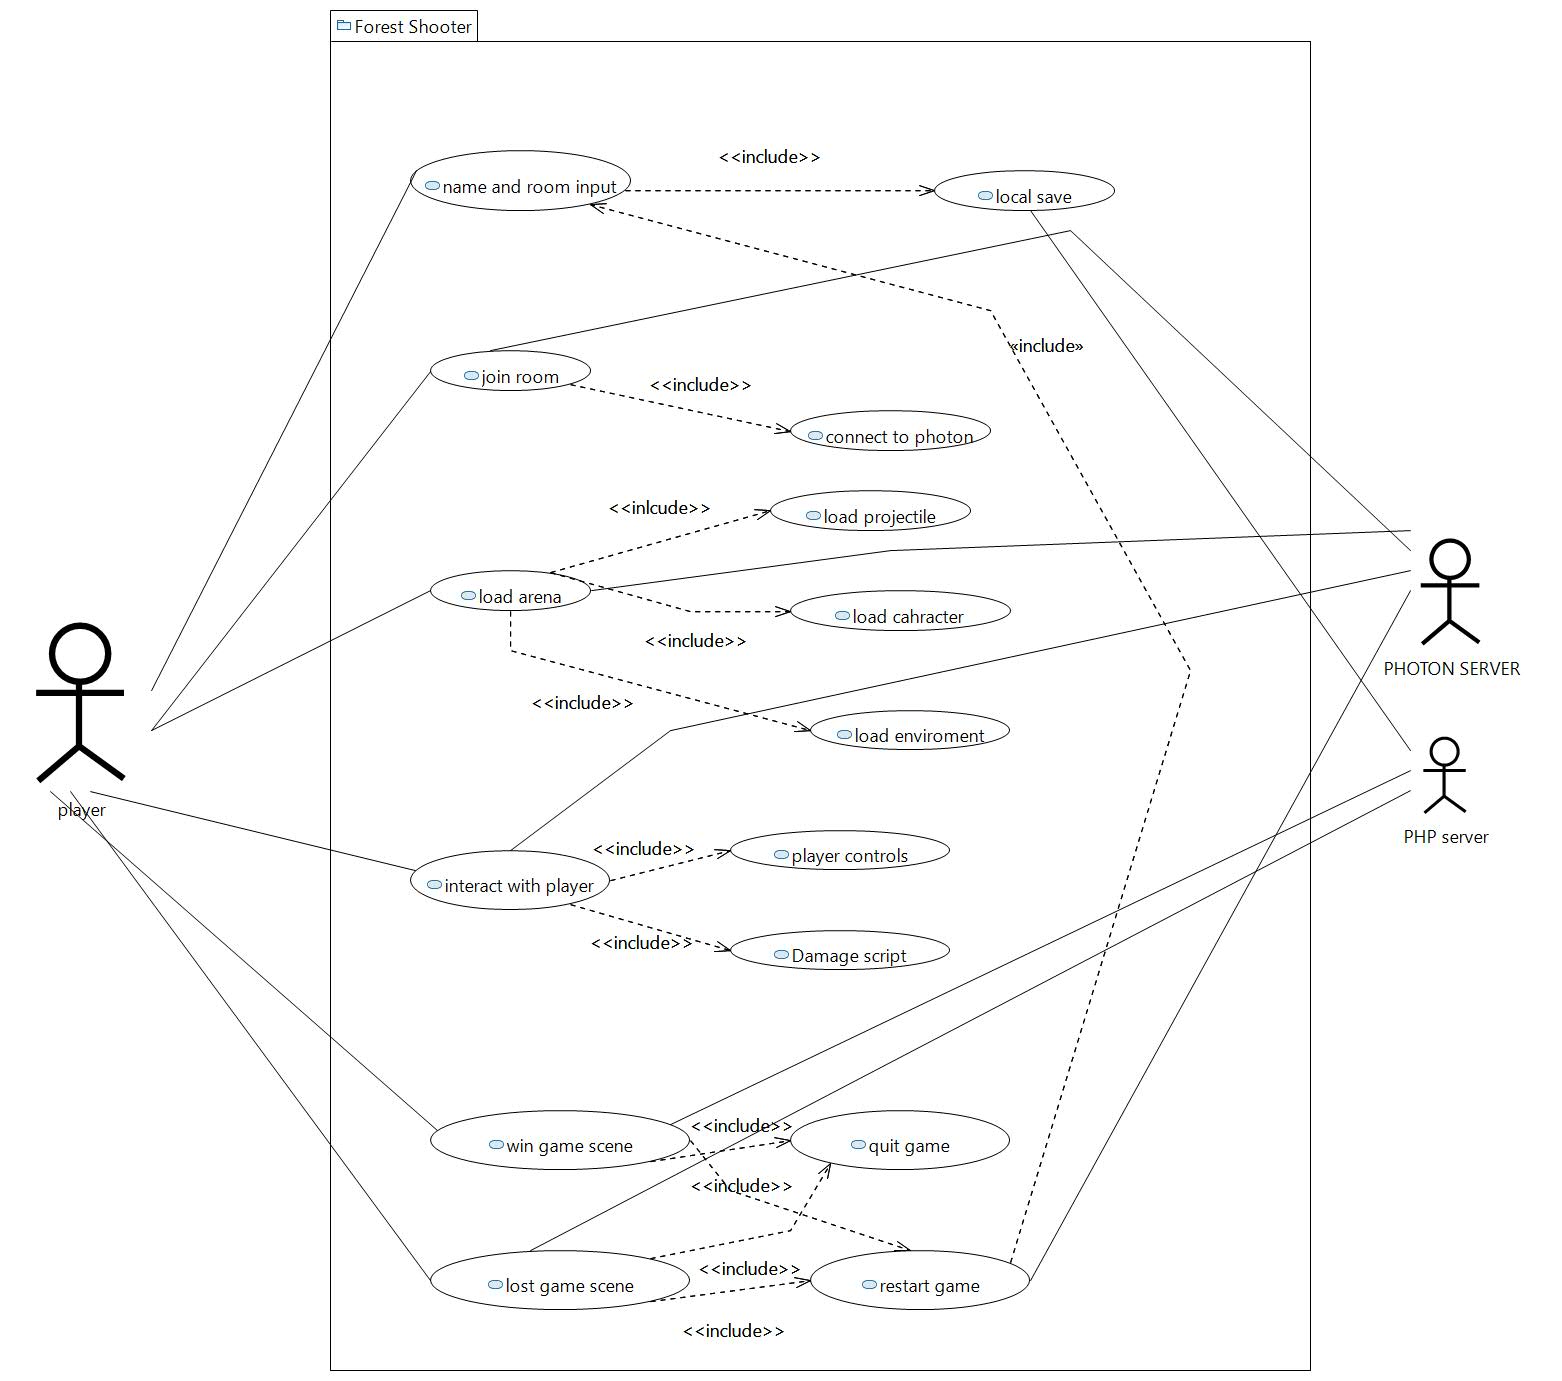 Forest Shooter
<<include>>
name and room input
local save
«include»
join room
<<include>>
connect to photon
<<inlcude>>
load projectile
load arena
load cahracter
<<include>>
PHOTON SERVER
<<include>>
load enviroment
player
PHP server
<<include>>
player controls
interact with player
<<include>>
Damage script
<<include>>
win game scene
quit game
<<include>>
<<include>>
lost game scene
restart game
<<include>>